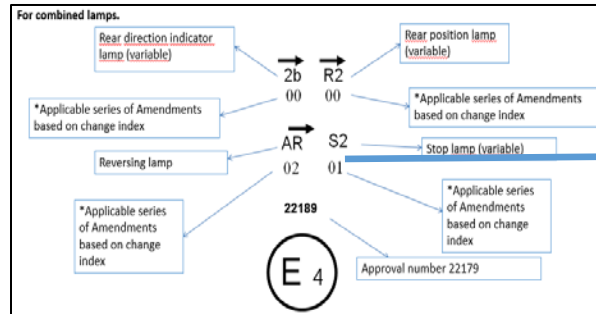 For combined lamps.
Rear direction indicator
lamp (variable)
Rear position lamp
(variable)
2b R2
00 00
*Applicable series of Amendments
based on change index
*Applicable series of Amendments
based on change index
AR S2
Reversing lamp
Stop lamp (variable)
02 01
*Applicable series
of Amendments
based on change
index
*Applicable series
of Amendments
based on change
index
22189
Approval number 22179
E 4